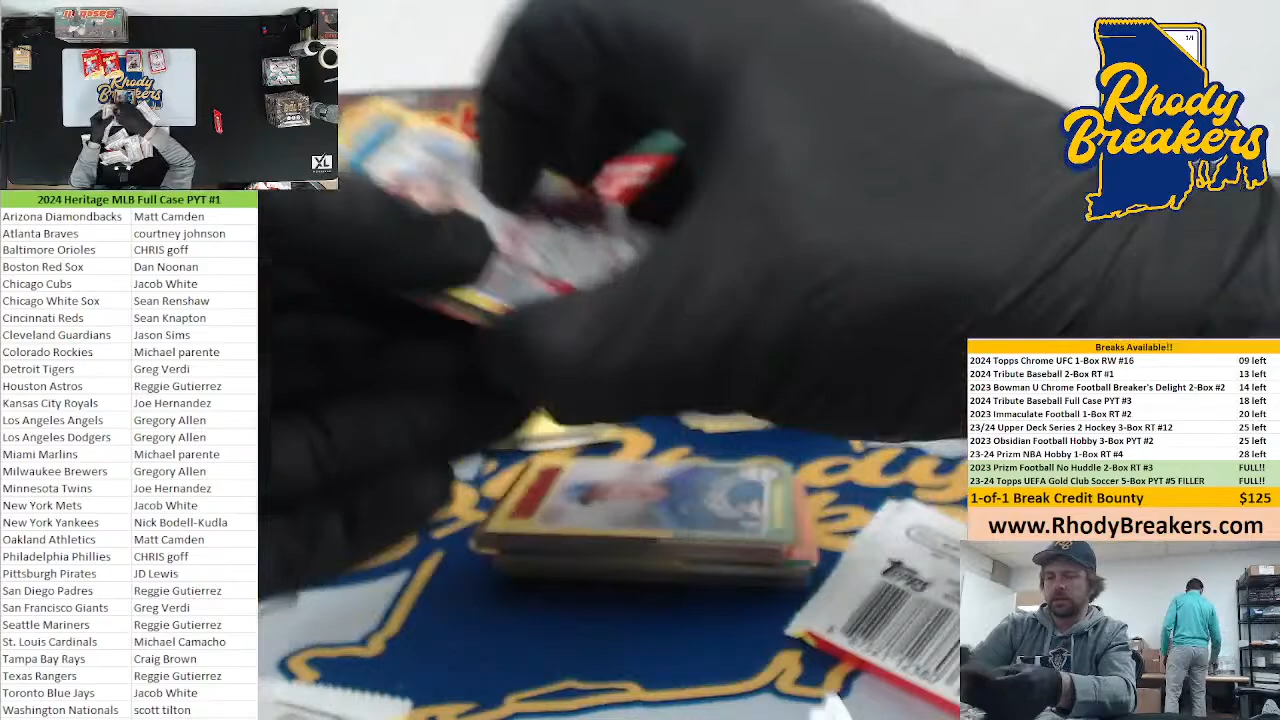 Rhody
Breakers
XL
2024 Heritage MLB Full Case PYT #1
Arizona Diamondbacks Matt Camden
Atlanta Braves courtney johnson
Baltimore Orioles CHRIS goff
Boston Red Sox Dan Noonan
Chicago Cubs Jacob White
Chicago White Sox Sean Renshaw
Cincinnati Reds Sean Knapton
Cleveland Guardians Jason Sims
Colorado Rockies Michael parente
Detroit Tigers Greg Verdi
Houston Astros Reggie Gutierrez
Kansas City Royals Joe Hernandez
Los Angeles Angels Gregory Allen
Los Angeles Dodgers Gregory Allen
Miami Marlins Michael parente
Milwaukee Brewers Gregory Allen
Minnesota Twins Joe Hernandez
New York Mets Jacob White
New York Yankees Nick Bodell-Kudla
Oakland Athletics Matt Camden
Philadelphia Phillies CHRIS goff
Pittsburgh Pirates JD Lewis
San Diego Padres Reggie Gutierrez
San Francisco Giants Greg Verdi
Seattle Mariners Reggie Gutierrez
St. Louis Cardinals Michael Camacho
Tampa Bay Rays Craig Brown
Texas Rangers Reggie Gutierrez
Toronto Blue Jays Jacob White
Washington Nationals scott tilton
Topps
1/1
Rhody
Breakers
Breaks Available!!
2024 Topps Chrome UFC 1-Box RW #16 09 left
2024 Tribute Baseball 2-Box RT #1 13 left
2023 Bowman U Chrome Football Breaker's Delight 2-Box #2 14 left
2024 Tribute Baseball Full Case PYT #3 18 left
2023 Immaculate Football 1-Box RT #2 20 left
23/24 Upper Deck Series 2 Hockey 3-Box RT #12 25 left
2023 Obsidian Football Hobby 3-Box PYT #2 25 left
23-24 Prizm NBA Hobby 1-Box RT #4 28 left
2023 Prizm Football No Huddle 2-Box RT #3 FULL!!
23-24 Topps UEFA Gold Club Soccer 5-Box PYT #5 FILLER FULL!!
1-of-1 Break Credit Bounty $125
www.RhodyBreakers.com